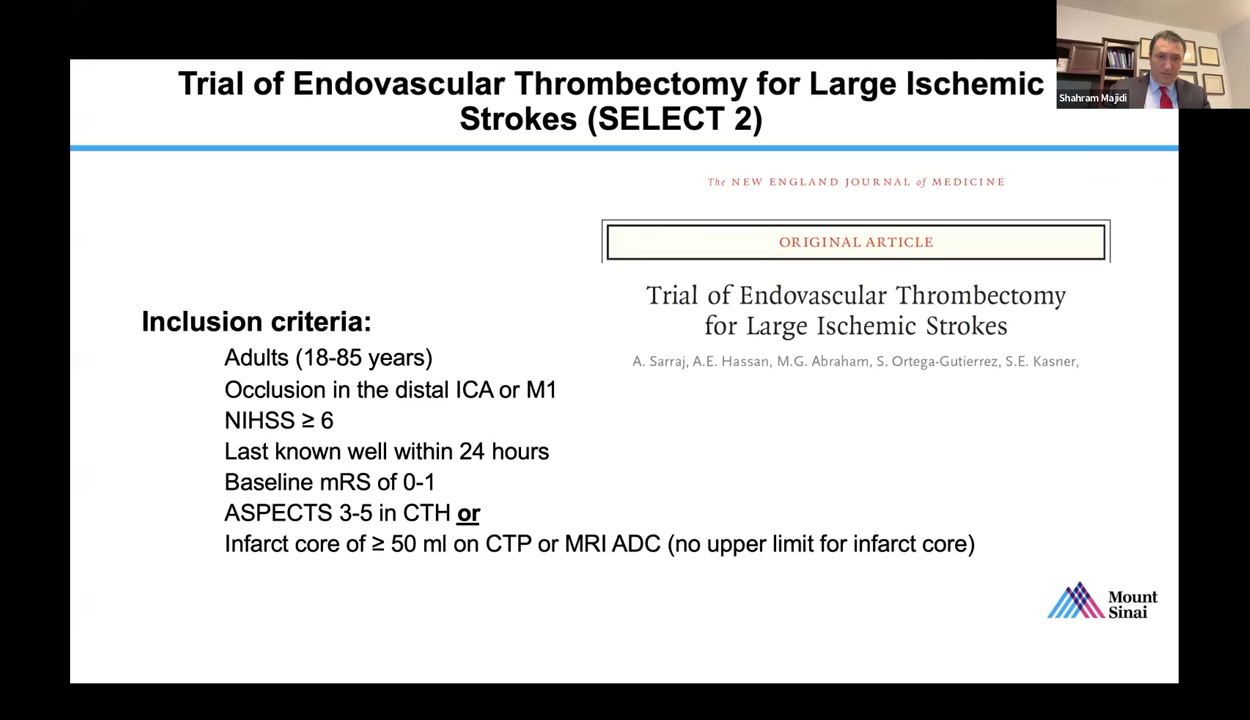 Trial of Endovascular Thrombectomy for Large Ischemic
Strokes (SELECT 2)
Shahram Majidi
The NEW ENGLAND JOURNAL of MEDICINE
ORIGINAL ARTICLE
Trial of Endovascular Thrombectomy
for Large Ischemic Strokes
A. Sarraj, A.E. Hassan, M.G. Abraham, S. Ortega-Gutierrez, S.E. Kasner,
Inclusion criteria:
Adults (18-85 years)
Occlusion in the distal ICA or M1
NIHSS ≥ 6
Last known well within 24 hours
Baseline mRS of 0-1
ASPECTS 3-5 in CTH or
Infarct core of ≥ 50 ml on CTP or MRI ADC (no upper limit for infarct core)
Mount
Sinai